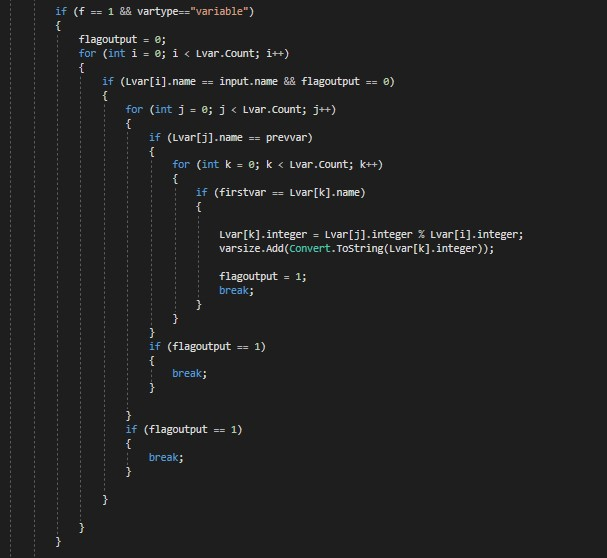 if (f == 1 && vartype=="variable")
{
flagoutput = 0;
for (int i = 0; i < Lvar.Count; i++)
{
if (Lvar[i].name == input.name && flagoutput == 0)
{
for (int j = 0; j < Lvar.Count; j++)
{
if (Lvar[j].name == prevvar)
{
for (int k = 0; k < Lvar.Count; k++)
{
if (firstvar == Lvar[k].name)
{
Lvar[k].integer = Lvar[j].integer % Lvar[i].integer;
varsize.Add(Convert.ToString(Lvar[k].integer));
flagoutput = 1;
break;
}
}
}
if (flagoutput == 1)
{
break;
}
}
if (flagoutput == 1)
{
break;
}
}
}
}